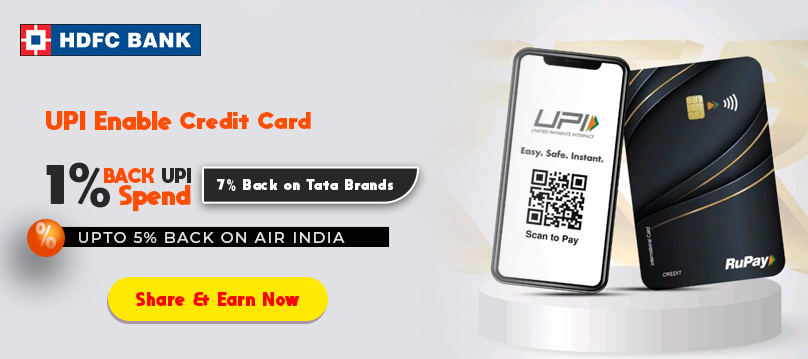 HDFC BANK
UPI Enable Credit Card
1% BACK UPI Spend
7% Back on Tata Brands
% UPTO 5% BACK ON AIR INDIA
Share & Earn Now
UPI
UNIFIED PAYMENTS INTERFACE
Easy. Safe. Instant.
Scan to Pay
International Card
CREDIT
RuPay